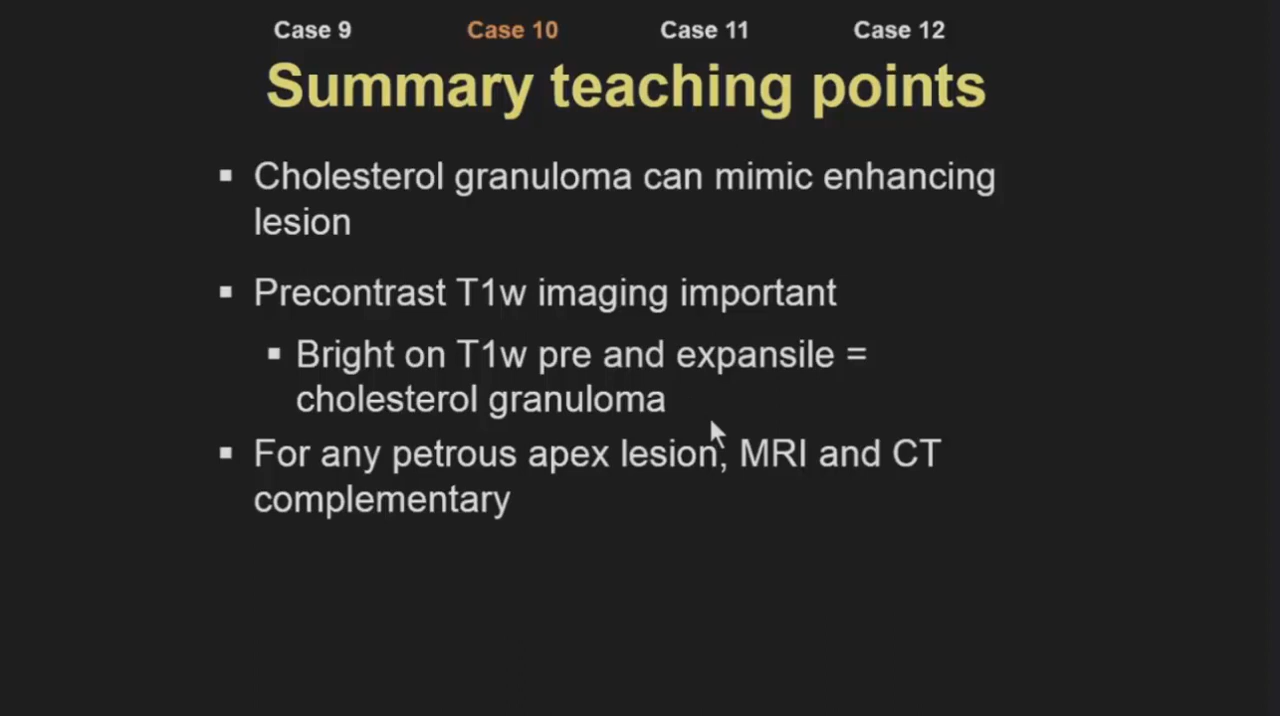 Case 9 Case 10 Case 11 Case 12
Summary teaching points
▪ Cholesterol granuloma can mimic enhancing
lesion
▪ Precontrast T1w imaging important
▪ Bright on T1w pre and expansile =
cholesterol granuloma
▪ For any petrous apex lesion, MRI and CT
complementary